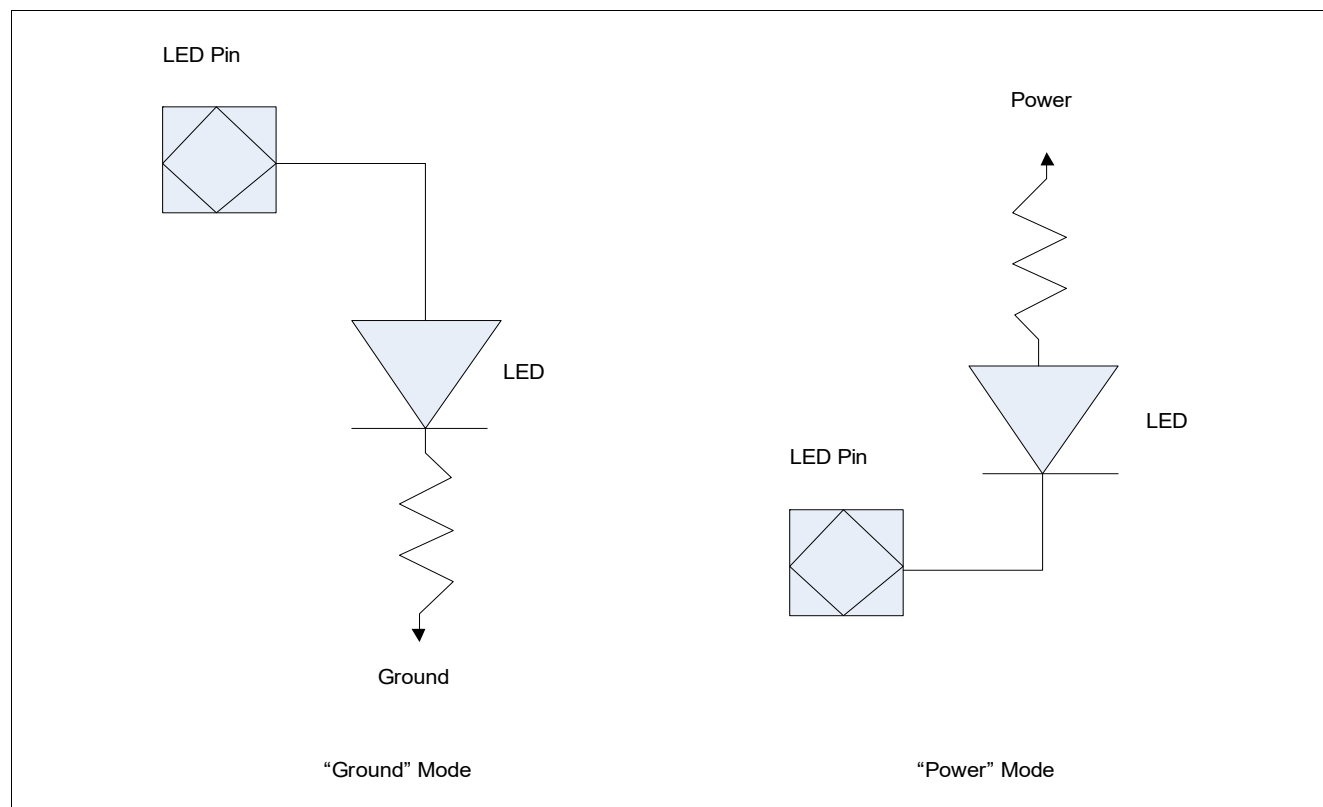 LED Pin
Power
LED
LED
LED Pin
Ground
“Ground” Mode
“Power” Mode